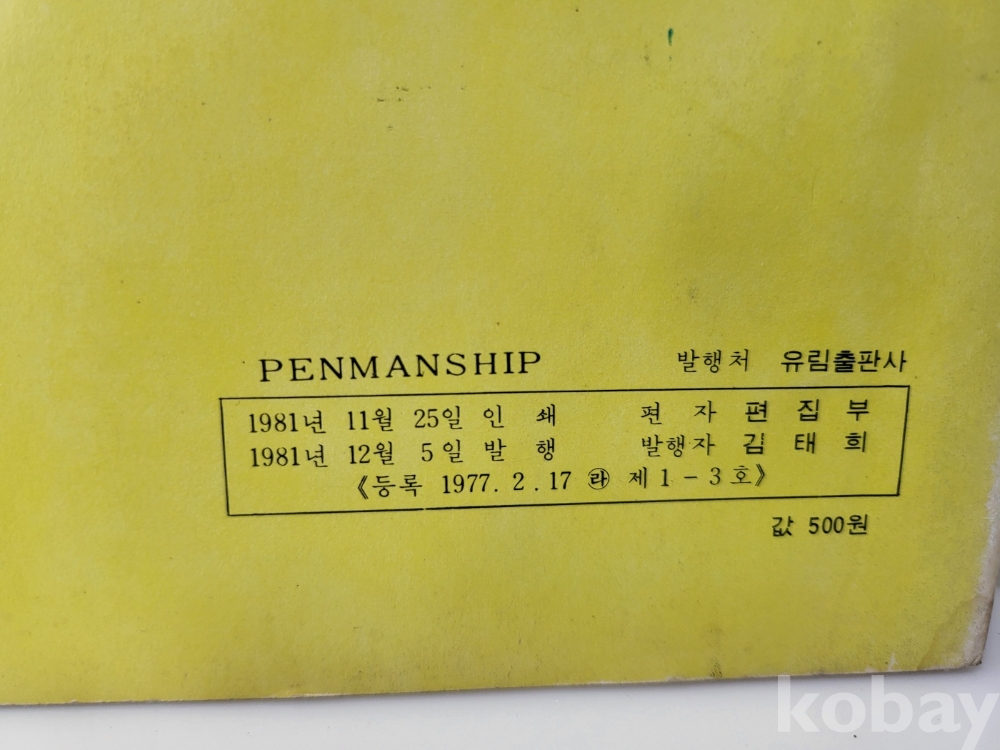 PENMANSHIP 발행처 유림출판사
1981년 11월 25일 인 쇄 편 자 편 집 부
1981년 12월 5일 발 행 발행자 김 태 희
《등록 1977. 2. 17 ㉱ 제 1 - 3 호》
값 500원
kobay